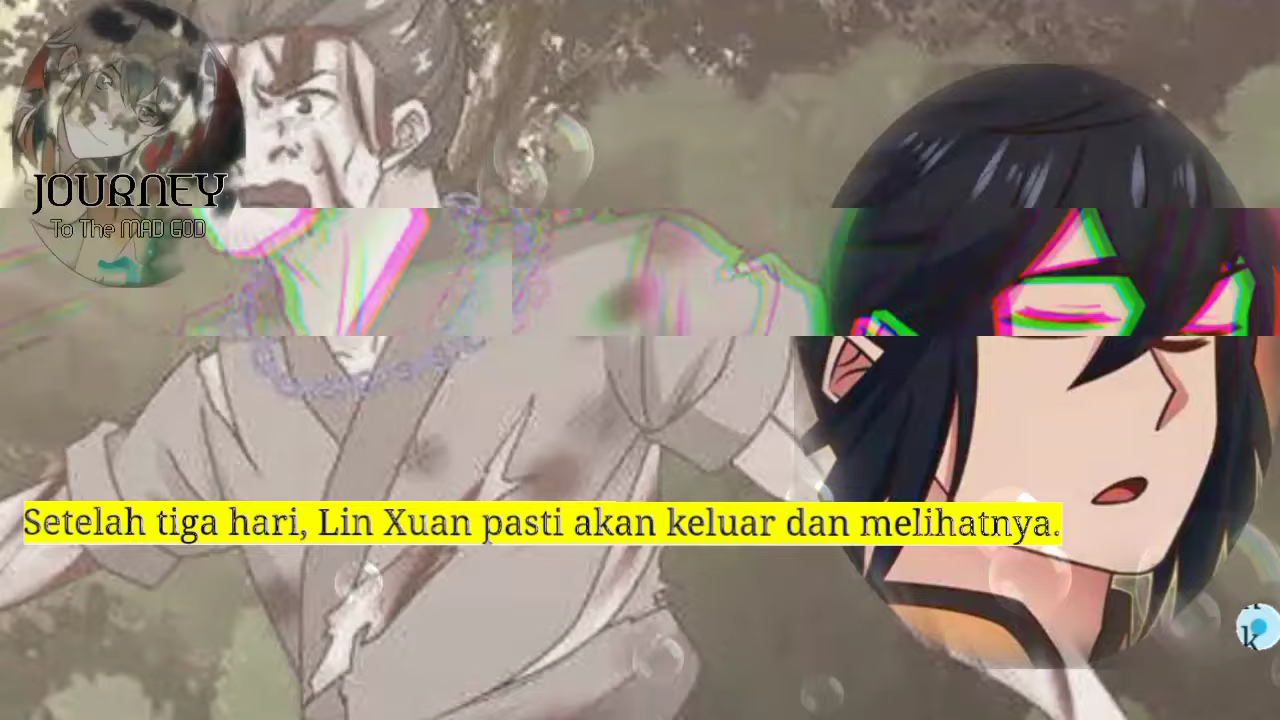 JOURNEY
To The MAD GOD
Setelah tiga hari, Lin Xuan pasti akan keluar dan melihatnya.
k